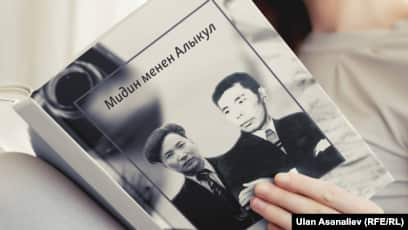 Мидин менен Алыкул
Ulan Asanaliev (RFE/RL)